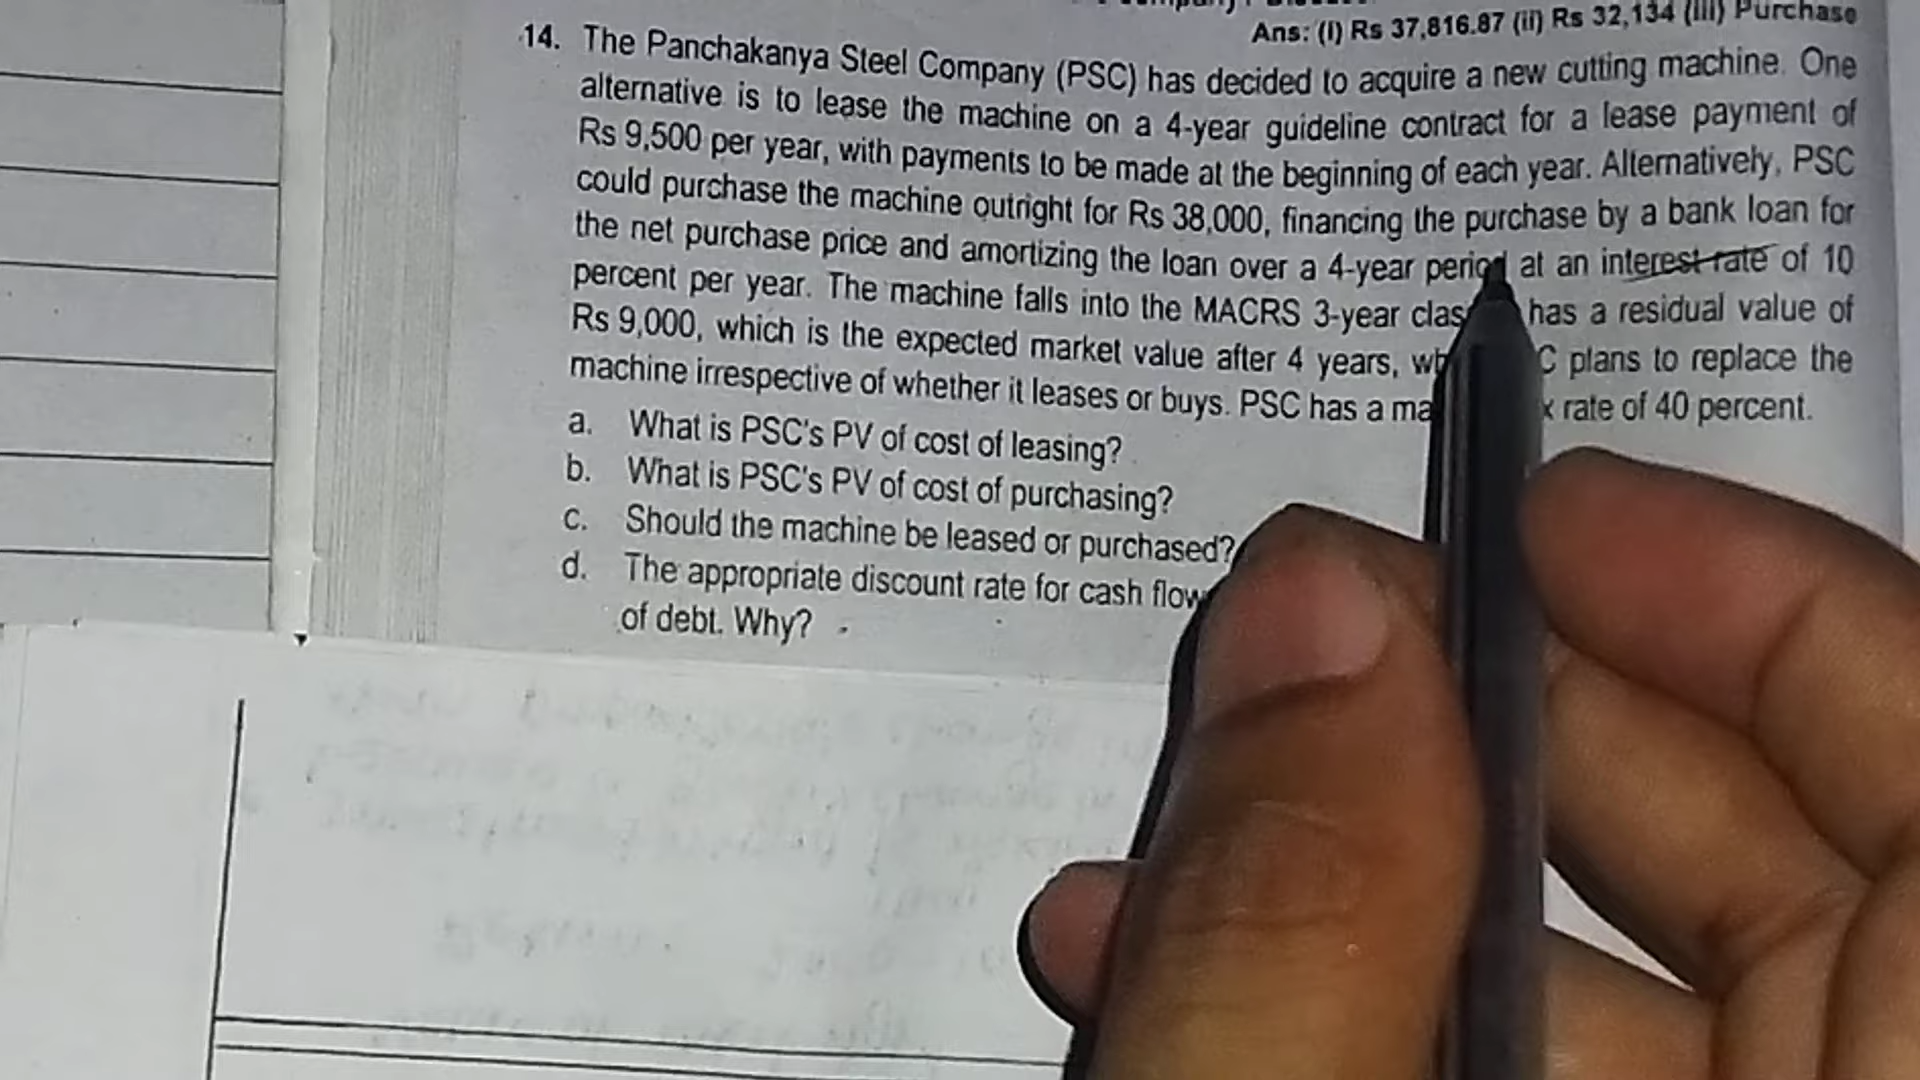 Ans: (i) Rs 37,816.87 (ii) Rs 32,134 (iii) Purchase
14. The Panchakanya Steel Company (PSC) has decided to acquire a new cutting machine. One
alternative is to lease the machine on a 4-year guideline contract for a lease payment of
Rs 9,500 per year, with payments to be made at the beginning of each year. Alternatively, PSC
could purchase the machine outright for Rs 38,000, financing the purchase by a bank loan for
the net purchase price and amortizing the loan over a 4-year period at an interest rate of 10
percent per year. The machine falls into the MACRS 3-year clas has a residual value of
Rs 9,000, which is the expected market value after 4 years, wh C plans to replace the
machine irrespective of whether it leases or buys. PSC has a ma x rate of 40 percent.
a. What is PSC's PV of cost of leasing?
b. What is PSC's PV of cost of purchasing?
c. Should the machine be leased or purchased?
d. The appropriate discount rate for cash flow
of debt. Why?